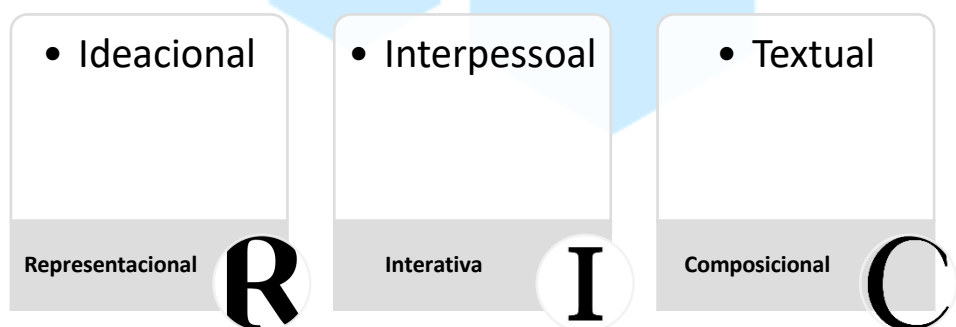 • Ideacional
Representacional R
• Interpessoal
Interativa I
• Textual
Composicional C